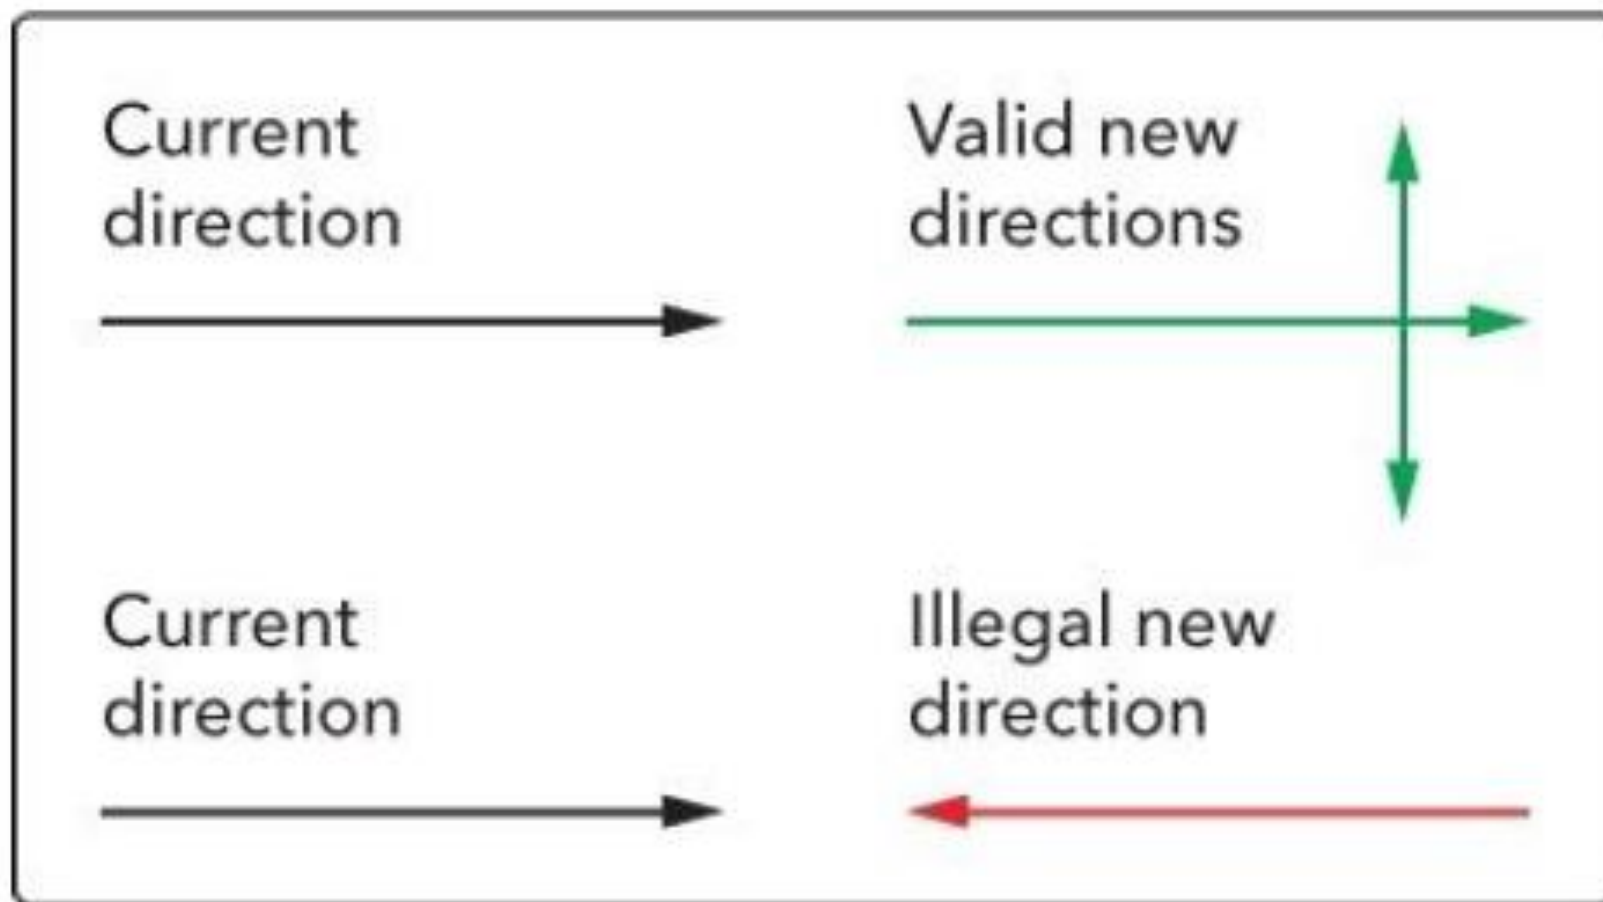 Current
direction
Valid new
directions
Current
direction
Illegal new
direction